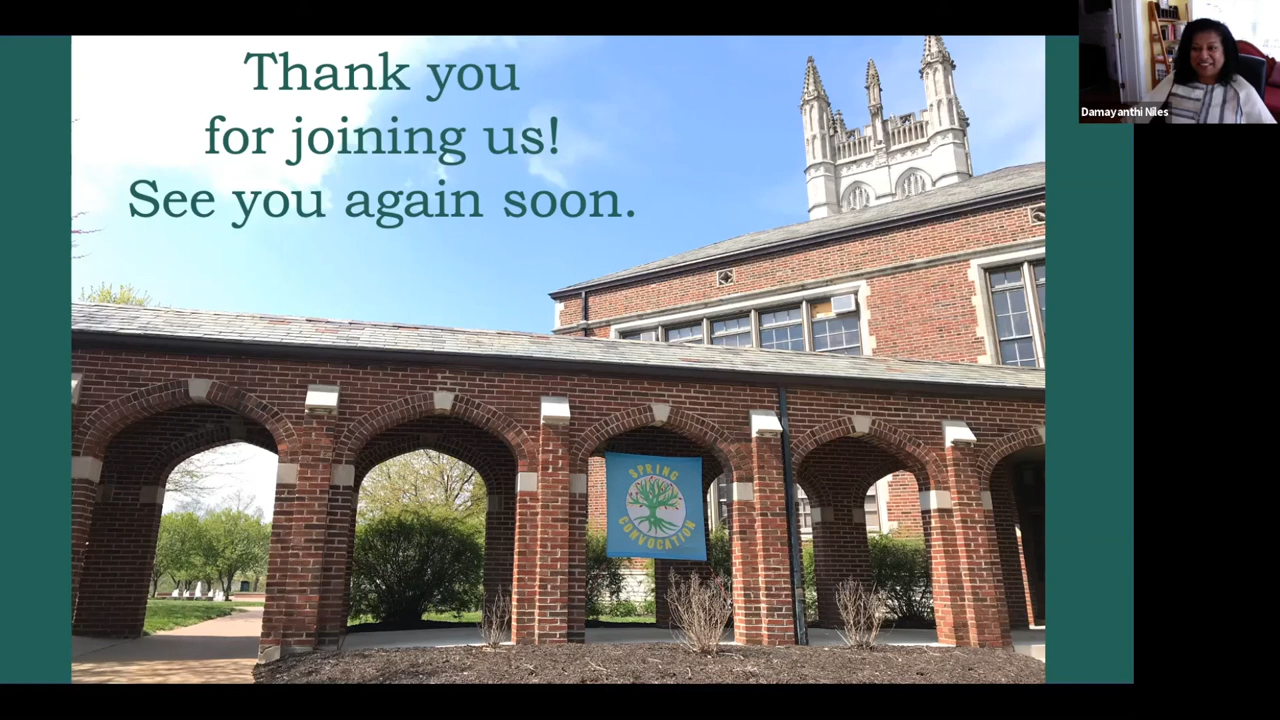 Thank you
for joining us!
See you again soon.
Damayanthi Niles
SPRING
CONVOCATION